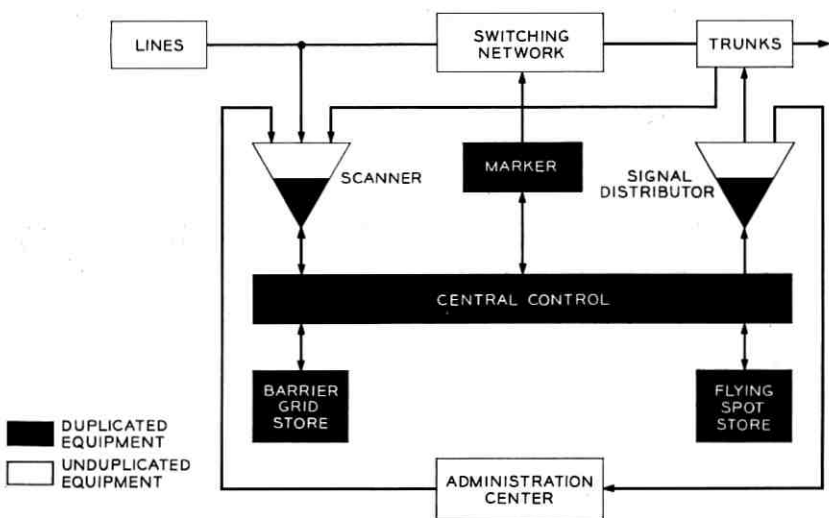 LINES
SWITCHING
NETWORK
TRUNKS
SCANNER
MARKER
SIGNAL
DISTRIBUTOR
CENTRAL CONTROL
BARRIER
GRID
STORE
FLYING
SPOT
STORE
DUPLICATED
EQUIPMENT
UNDUPLICATED
EQUIPMENT
ADMINISTRATION
CENTER